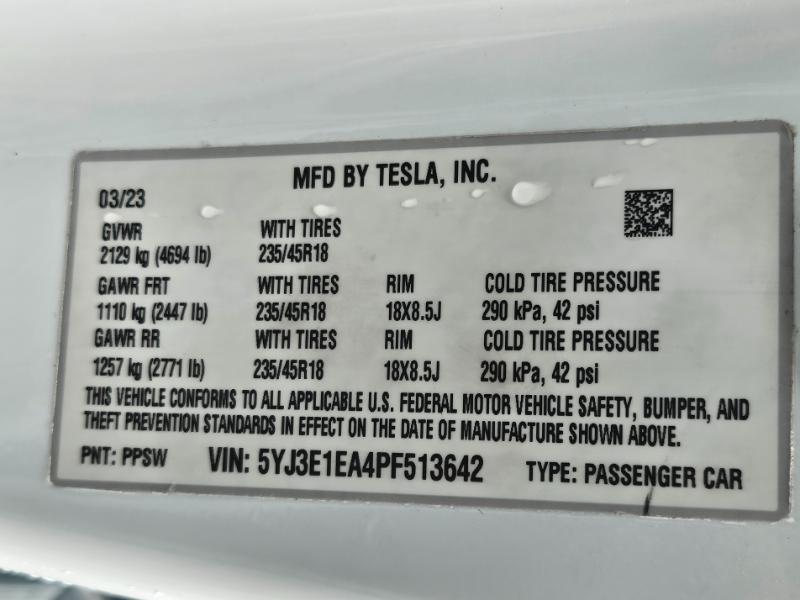 MFD BY TESLA, INC.
03/23
GVWR WITH TIRES
2129 kg (4694 lb) 235/45R18
GAWR FRT WITH TIRES RIM COLD TIRE PRESSURE
1110 kg (2447 lb) 235/45R18 18X8.5J 290 kPa, 42 psi
GAWR RR WITH TIRES RIM COLD TIRE PRESSURE
1257 kg (2771 lb) 235/45R18 18X8.5J 290 kPa, 42 psi
THIS VEHICLE CONFORMS TO ALL APPLICABLE U.S. FEDERAL MOTOR VEHICLE SAFETY, BUMPER, AND
THEFT PREVENTION STANDARDS IN EFFECT ON THE DATE OF MANUFACTURE SHOWN ABOVE.
PNT: PPSW VIN: 5YJ3E1EA4PF513642 TYPE: PASSENGER CAR